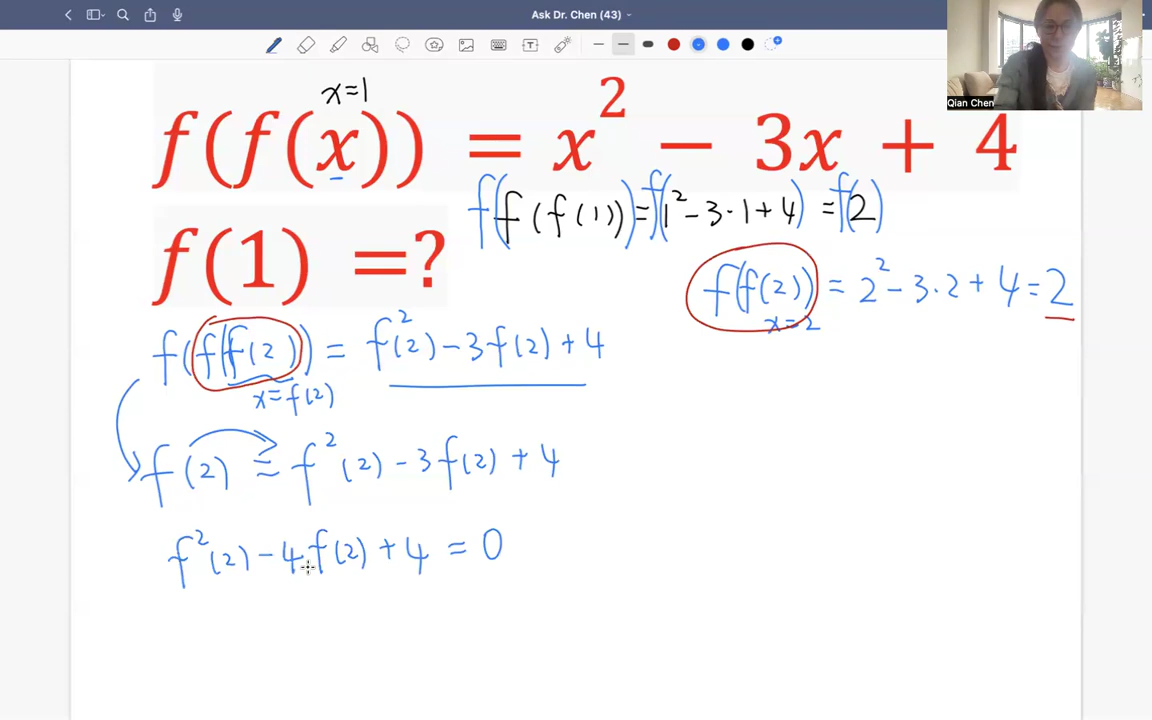 Ask Dr. Chen (43)
Qian Chen
x=1
f(f(x)) = x² − 3x + 4
f(f(f(1))) = f(1²-3·1+4) = f(2)
f(1) =?
f(f(2)) = 2²-3·2+4=2
x=2
f(f(f(2)) = f²(2)-3f(2)+4
x=f(2)
f(2) = f²(2)-3f(2)+4
f²(2)-4f(2)+4=0